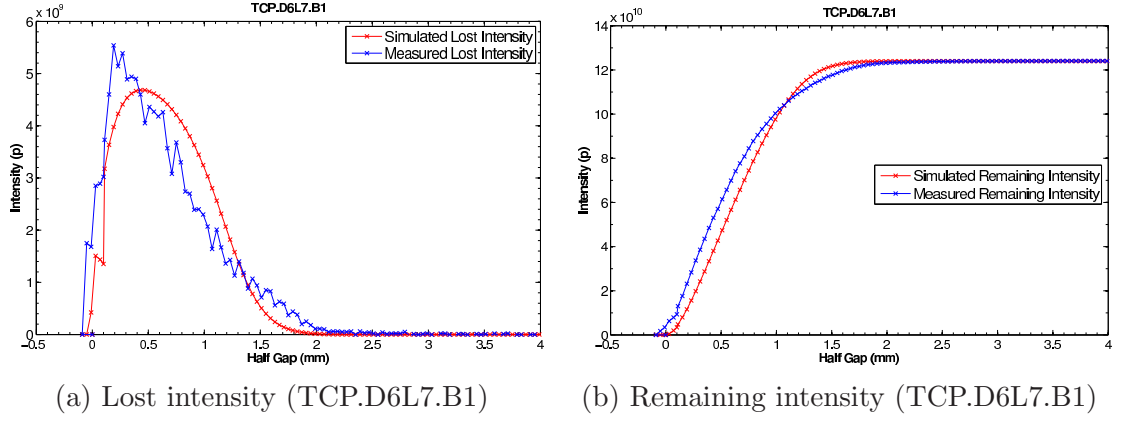 TCP.D6L7.B1
x 10^9
Simulated Lost Intensity
Measured Lost Intensity
Intensity (p)
6
5
4
3
2
1
0
−0.5 0 0.5 1 1.5 2 2.5 3 3.5 4
Half Gap (mm)
(a) Lost intensity (TCP.D6L7.B1)
TCP.D6L7.B1
x 10^10
Simulated Remaining Intensity
Measured Remaining Intensity
Intensity (p)
14
12
10
8
6
4
2
0
−0.5 0 0.5 1 1.5 2 2.5 3 3.5 4
Half Gap (mm)
(b) Remaining intensity (TCP.D6L7.B1)